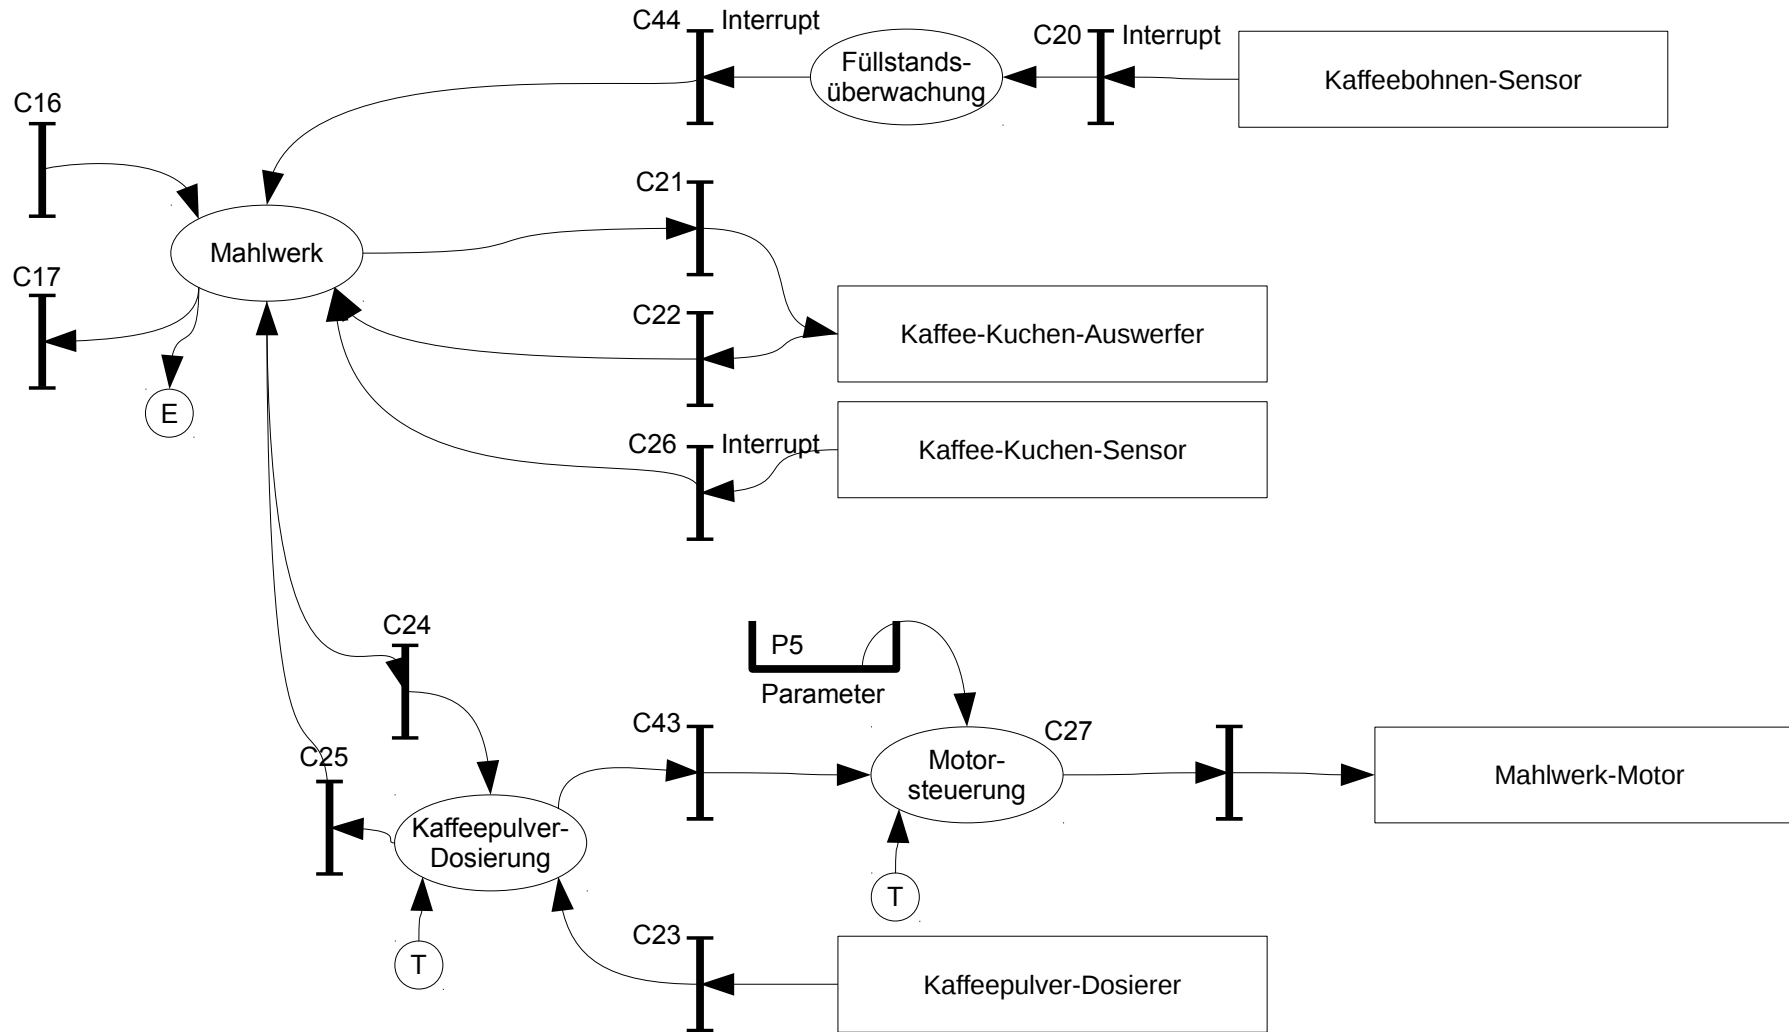 C44 Interrupt
C20 Interrupt
Füllstands-
überwachung
Kaffeebohnen-Sensor
C16
C21
Mahlwerk
C17
C22
Kaffee-Kuchen-Auswerfer
E
C26 Interrupt
Kaffee-Kuchen-Sensor
C24
P5
Parameter
C43
C27
C25
Motor-
steuerung
Mahlwerk-Motor
Kaffeepulver-
Dosierung
T
C23
T
Kaffeepulver-Dosierer